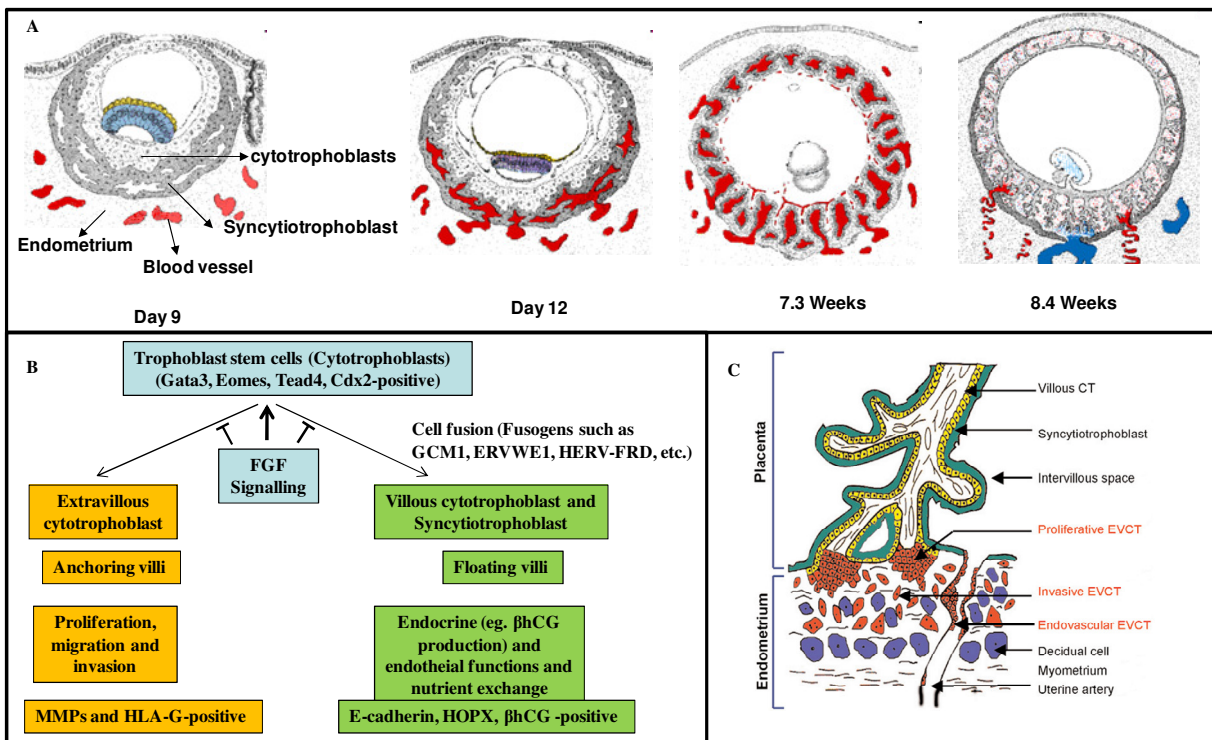 A
cytotrophoblasts
Syncytiotrophoblast
Endometrium
Blood vessel
Day 9
Day 12
7.3 Weeks
8.4 Weeks
B
Trophoblast stem cells (Cytotrophoblasts)
(Gata3, Eomes, Tead4, Cdx2-positive)
Cell fusion (Fusogens such as
GCM1, ERVWE1, HERV-FRD, etc.)
FGF
Signalling
Extravillous
cytotrophoblast
Villous cytotrophoblast and
Syncytiotrophoblast
Anchoring villi
Floating villi
Proliferation,
migration and
invasion
Endocrine (eg. βhCG
production) and
endotheial functions and
nutrient exchange
MMPs and HLA-G-positive
E-cadherin, HOPX, βhCG -positive
C
Placenta
Endometrium
Villous CT
Syncytiotrophoblast
Intervillous space
Proliferative EVCT
Invasive EVCT
Endovascular EVCT
Decidual cell
Myometrium
Uterine artery